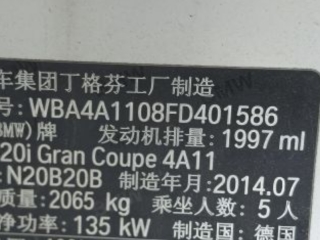 车集团丁格芬工厂制造
号: WBA4A1108FD401586
BMW)牌 发动机排量: 1997 ml
20i Gran Coupe 4A11
: N20B20B 制造年月: 2014.07
: 2065 kg 乘坐人数: 5 人
净功率: 135 kW 制造国: 德国